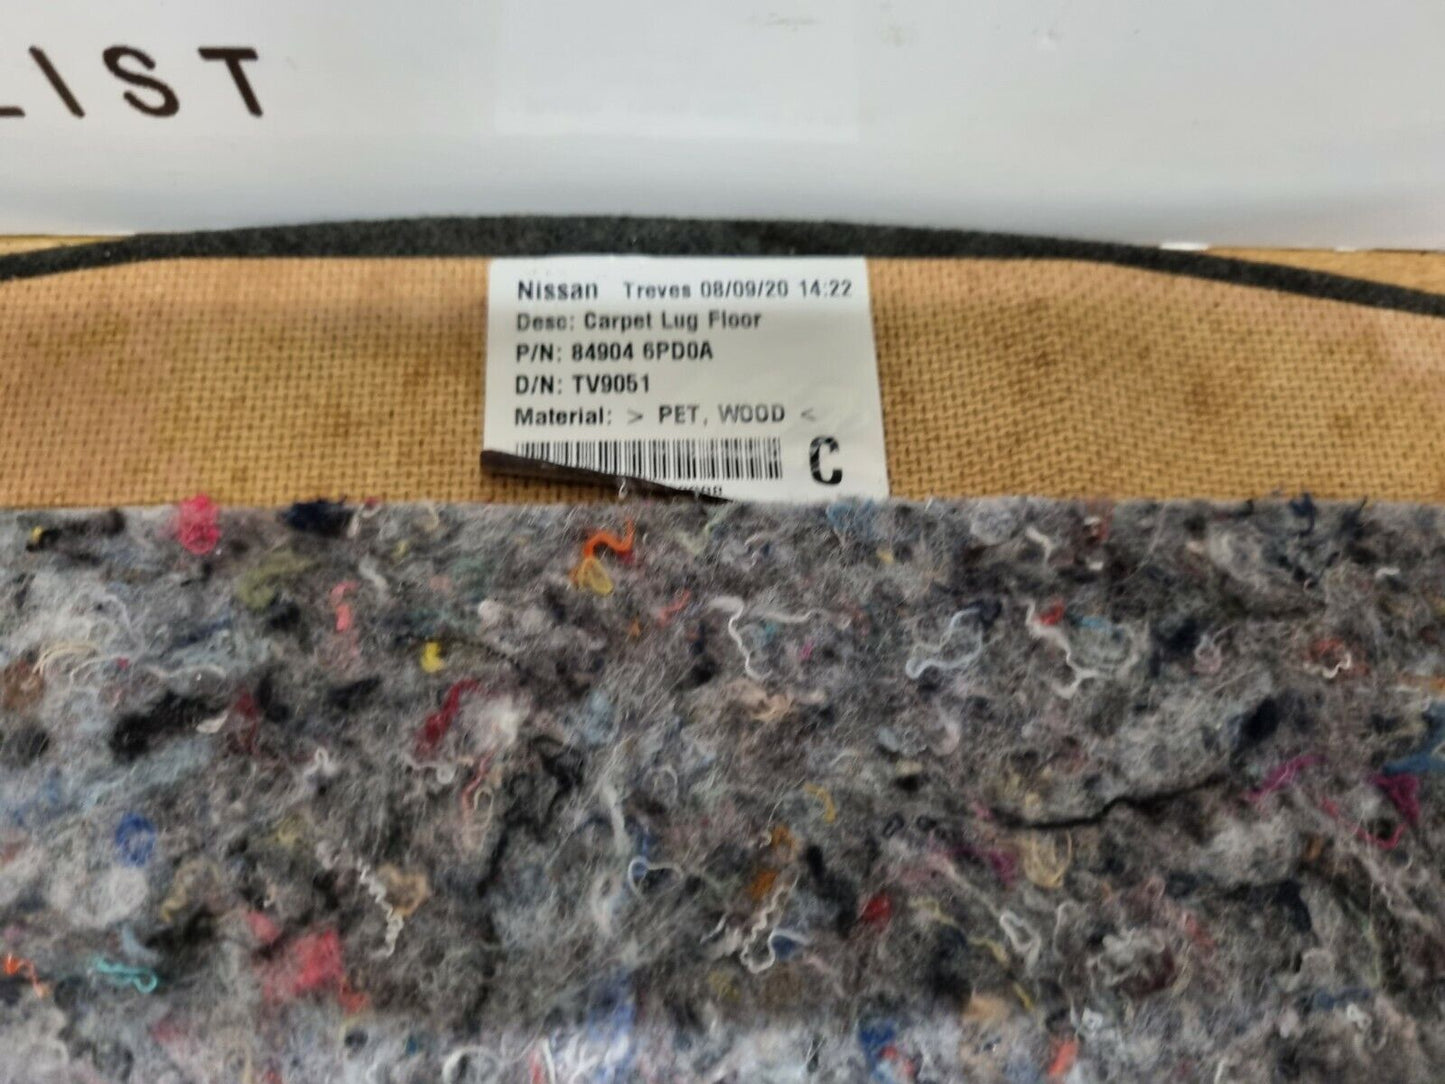 LIST
Nissan Treves 08/09/20 14:22
Desc: Carpet Lug Floor
P/N: 84904 6PD0A
D/N: TV9051
Material: > PET, WOOD <
C